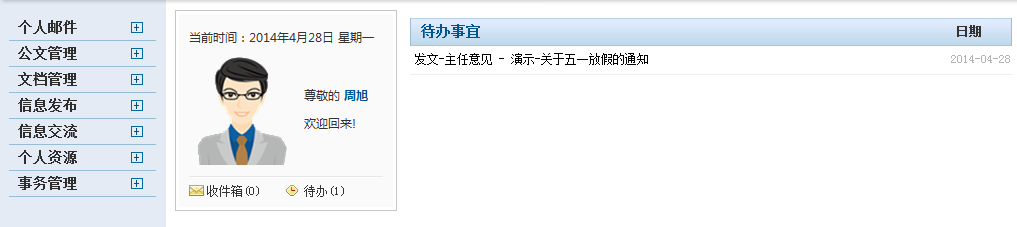 个人邮件
公文管理
文档管理
信息发布
信息交流
个人资源
事务管理
当前时间：2014年4月28日 星期一
尊敬的 周旭
欢迎回来!
收件箱(0) 待办(1)
待办事宜 日期
发文-主任意见 - 演示-关于五一放假的通知 2014-04-28